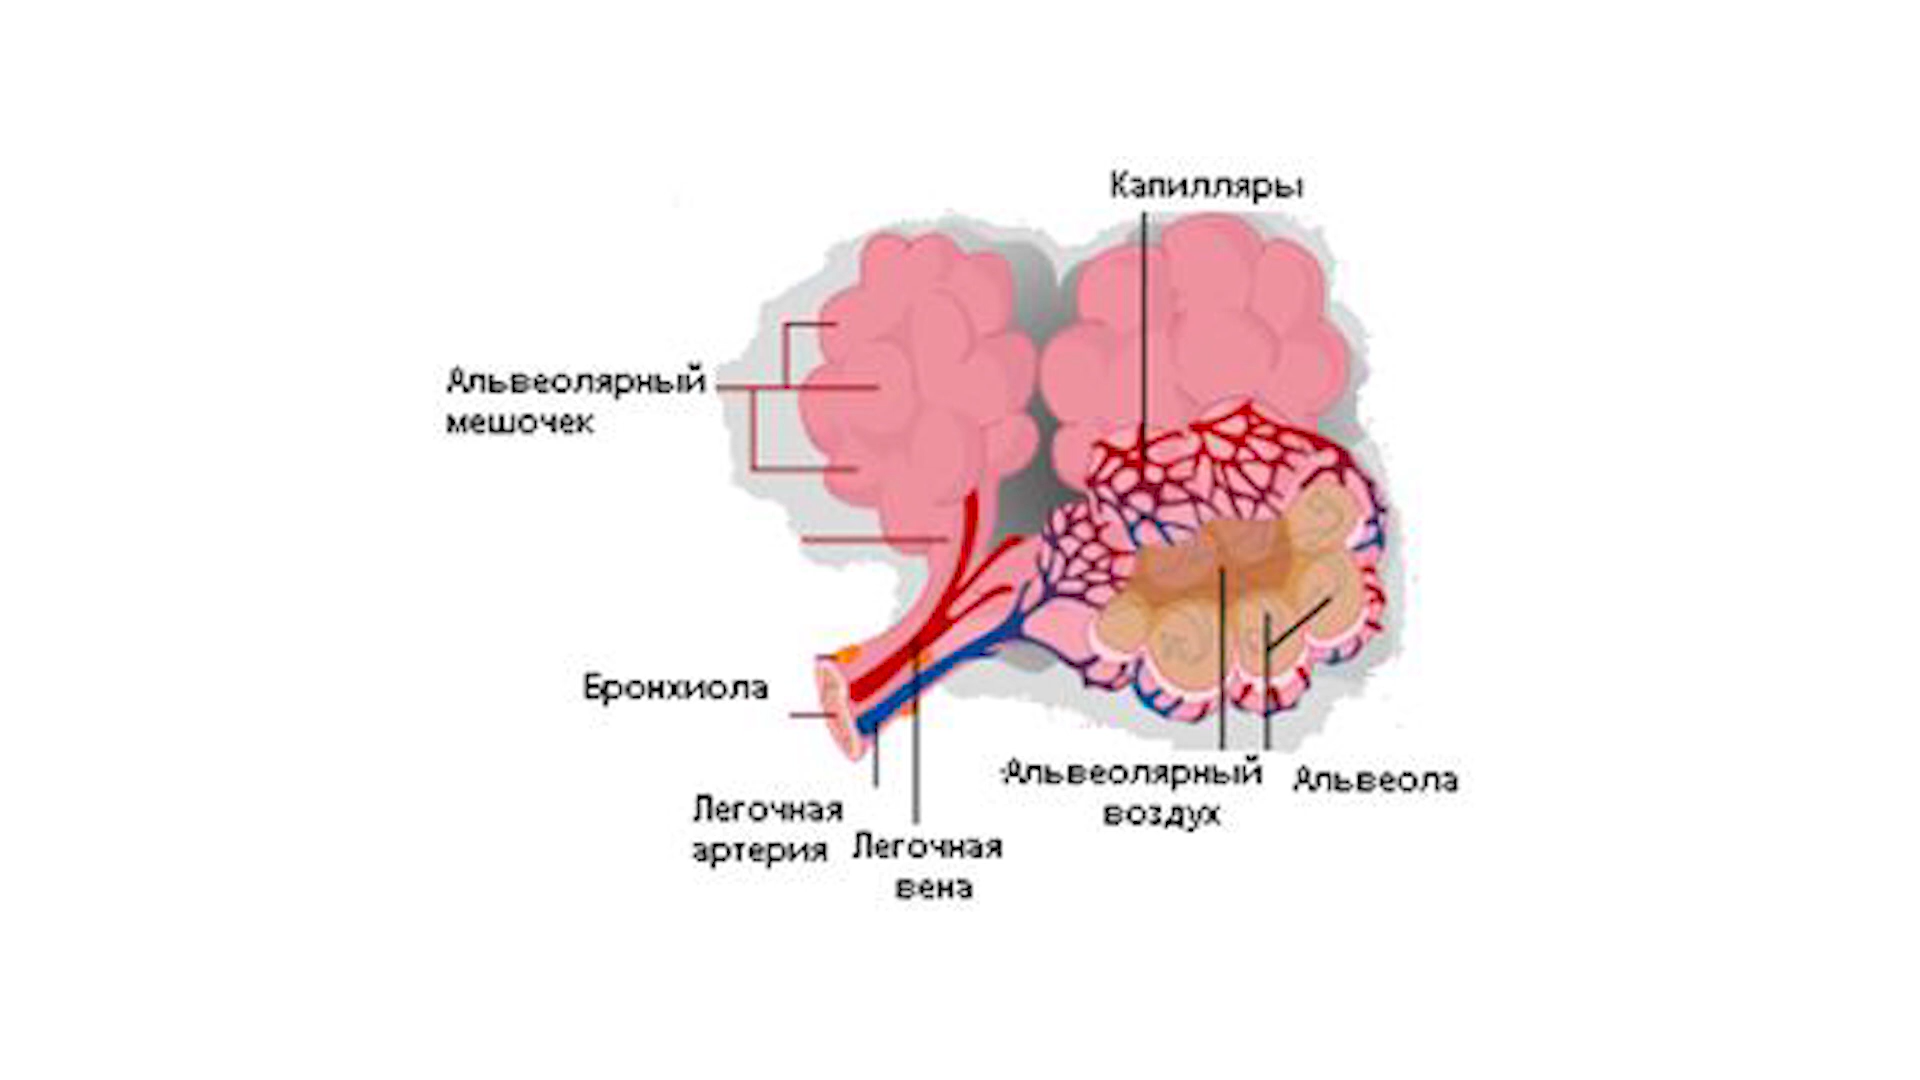 Капилляры
Альвеолярный
мешочек
Бронхиола
Легочная
артерия
Легочная
вена
Альвеолярный
воздух
Альвеола